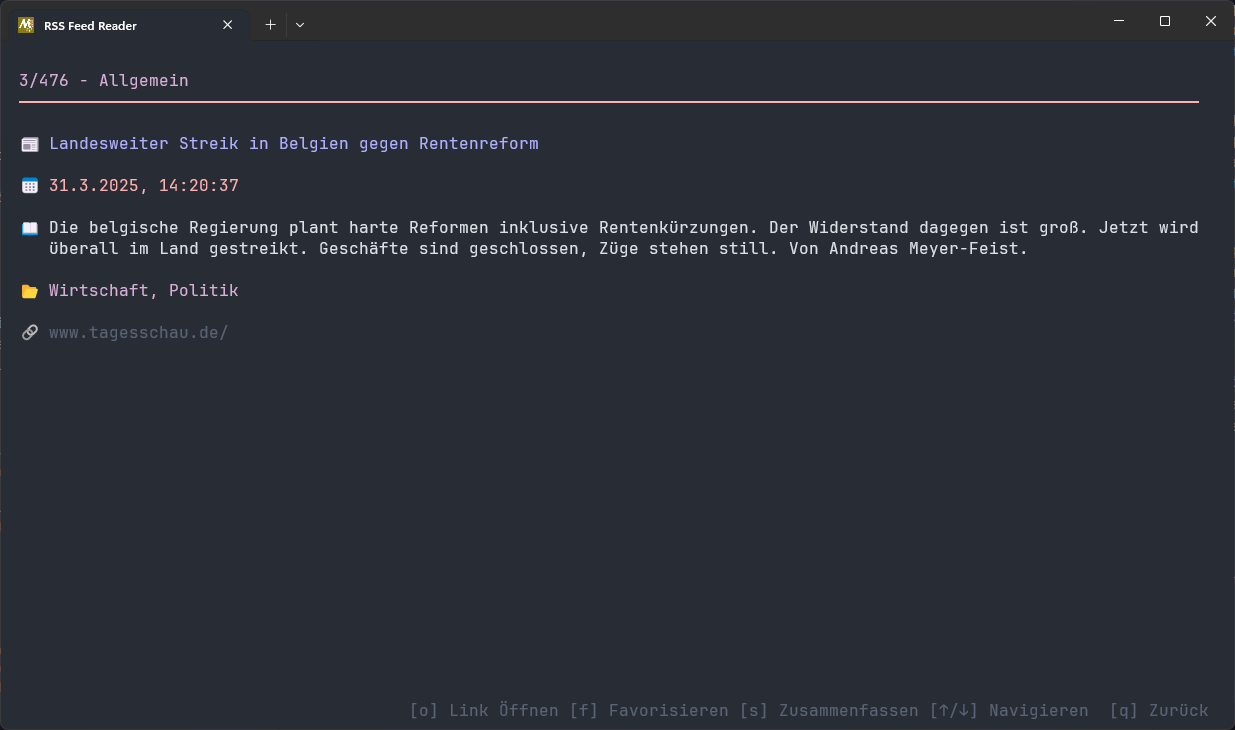 RSS Feed Reader
3/476 - Allgemein
Landesweiter Streik in Belgien gegen Rentenreform
31.3.2025, 14:20:37
Die belgische Regierung plant harte Reformen inklusive Rentenkürzungen. Der Widerstand dagegen ist groß. Jetzt wird
überall im Land gestreikt. Geschäfte sind geschlossen, Züge stehen still. Von Andreas Meyer-Feist.
Wirtschaft, Politik
www.tagesschau.de/
[o] Link Öffnen [f] Favorisieren [s] Zusammenfassen [↑/↓] Navigieren [q] Zurück